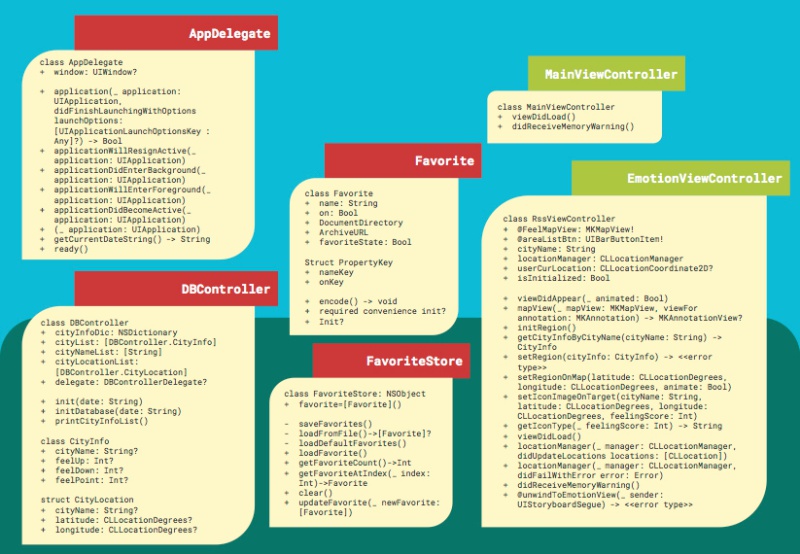 AppDelegate
class AppDelegate
+ window: UIWindow?
+ application(_ application:
UIApplication,
didFinishLaunchingWithOptions
launchOptions:
[UIApplicationLaunchOptionsKey :
Any]?) -> Bool
+ applicationWillResignActive(_
application: UIApplication)
+ applicationDidEnterBackground(_
application: UIApplication)
+ applicationWillEnterForeground(_
application: UIApplication)
+ applicationDidBecomeActive(_
application: UIApplication)
+ (_ application: UIApplication)
+ getCurrentDateString() -> String
+ ready()
DBController
class DBController
+ cityInfoDic: NSDictionary
+ cityList: [DBController.CityInfo]
+ cityNameList: [String]
+ cityLocationList:
[DBController.CityLocation]
+ delegate: DBControllerDelegate?
+ init(date: String)
+ initDatabase(date: String)
+ printCityInfoList()
class CityInfo
+ cityName: String?
+ feelUp: Int?
+ feelDown: Int?
+ feelPoint: Int?
struct CityLocation
+ cityName: String?
+ latitude: CLLocationDegrees?
+ longitude: CLLocationDegrees?
Favorite
class Favorite
+ name: String
+ on: Bool
+ DocumentDirectory
+ ArchiveURL
+ favoriteState: Bool
Struct PropertyKey
+ nameKey
+ onKey
+ encode() -> void
+ required convenience init?
+ Init?
FavoriteStore
class FavoriteStore: NSObject
+ favorite=[Favorite]()
- saveFavorites()
- loadFromFile()->[Favorite]?
- loadDefaultFavorites()
+ loadFavorite()
+ getFavoriteCount()->Int
+ getFavoriteAtIndex(_ index:
Int)->Favorite
+ clear()
+ updateFavorite(_ newFavorite:
[Favorite])
MainViewController
class MainViewController
+ viewDidLoad()
+ didReceiveMemoryWarning()
EmotionViewController
class RssViewController
+ @FeelMapView: MKMapView!
+ @areaListBtn: UIBarButtonItem!
+ cityName: String
+ locationManager: CLLocationManager
+ userCurLocation: CLLocationCoordinate2D?
+ isInitialized: Bool
+ viewDidAppear(_ animated: Bool)
+ mapView(_ mapView: MKMapView, viewFor
annotation: MKAnnotation) -> MKAnnotationView?
+ initRegion()
+ getCityInfoByCityName(cityName: String) ->
CityInfo
+ setRegion(cityInfo: CityInfo) -> <<error
type>>
+ setRegionOnMap(latitude: CLLocationDegrees,
longitude: CLLocationDegrees, animate: Bool)
+ setIconImageOnTarget(cityName: String,
latitude: CLLocationDegrees, longitude:
CLLocationDegrees, feelingScore: Int)
+ getIconType(_ feelingScore: Int) -> String
+ viewDidLoad()
+ locationManager(_ manager: CLLocationManager,
didUpdateLocations locations: [CLLocation])
+ locationManager(_ manager: CLLocationManager,
didFailWithError error: Error)
+ didReceiveMemoryWarning()
+ @unwindToEmotionView(_ sender:
UIStoryboardSegue) -> <<error type>>